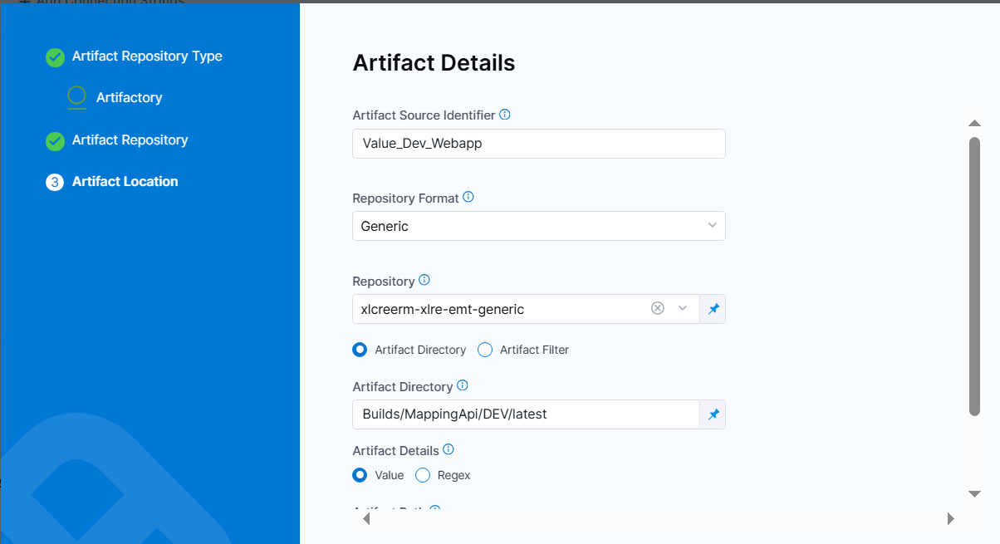 Artifact Repository Type
Artifactory
Artifact Repository
3 Artifact Location
Artifact Details
Artifact Source Identifier
Value_Dev_Webapp
Repository Format
Generic
Repository
xlcreerm-xlre-emt-generic
Artifact Directory Artifact Filter
Artifact Directory
Builds/MappingApi/DEV/latest
Artifact Details
Value Regex